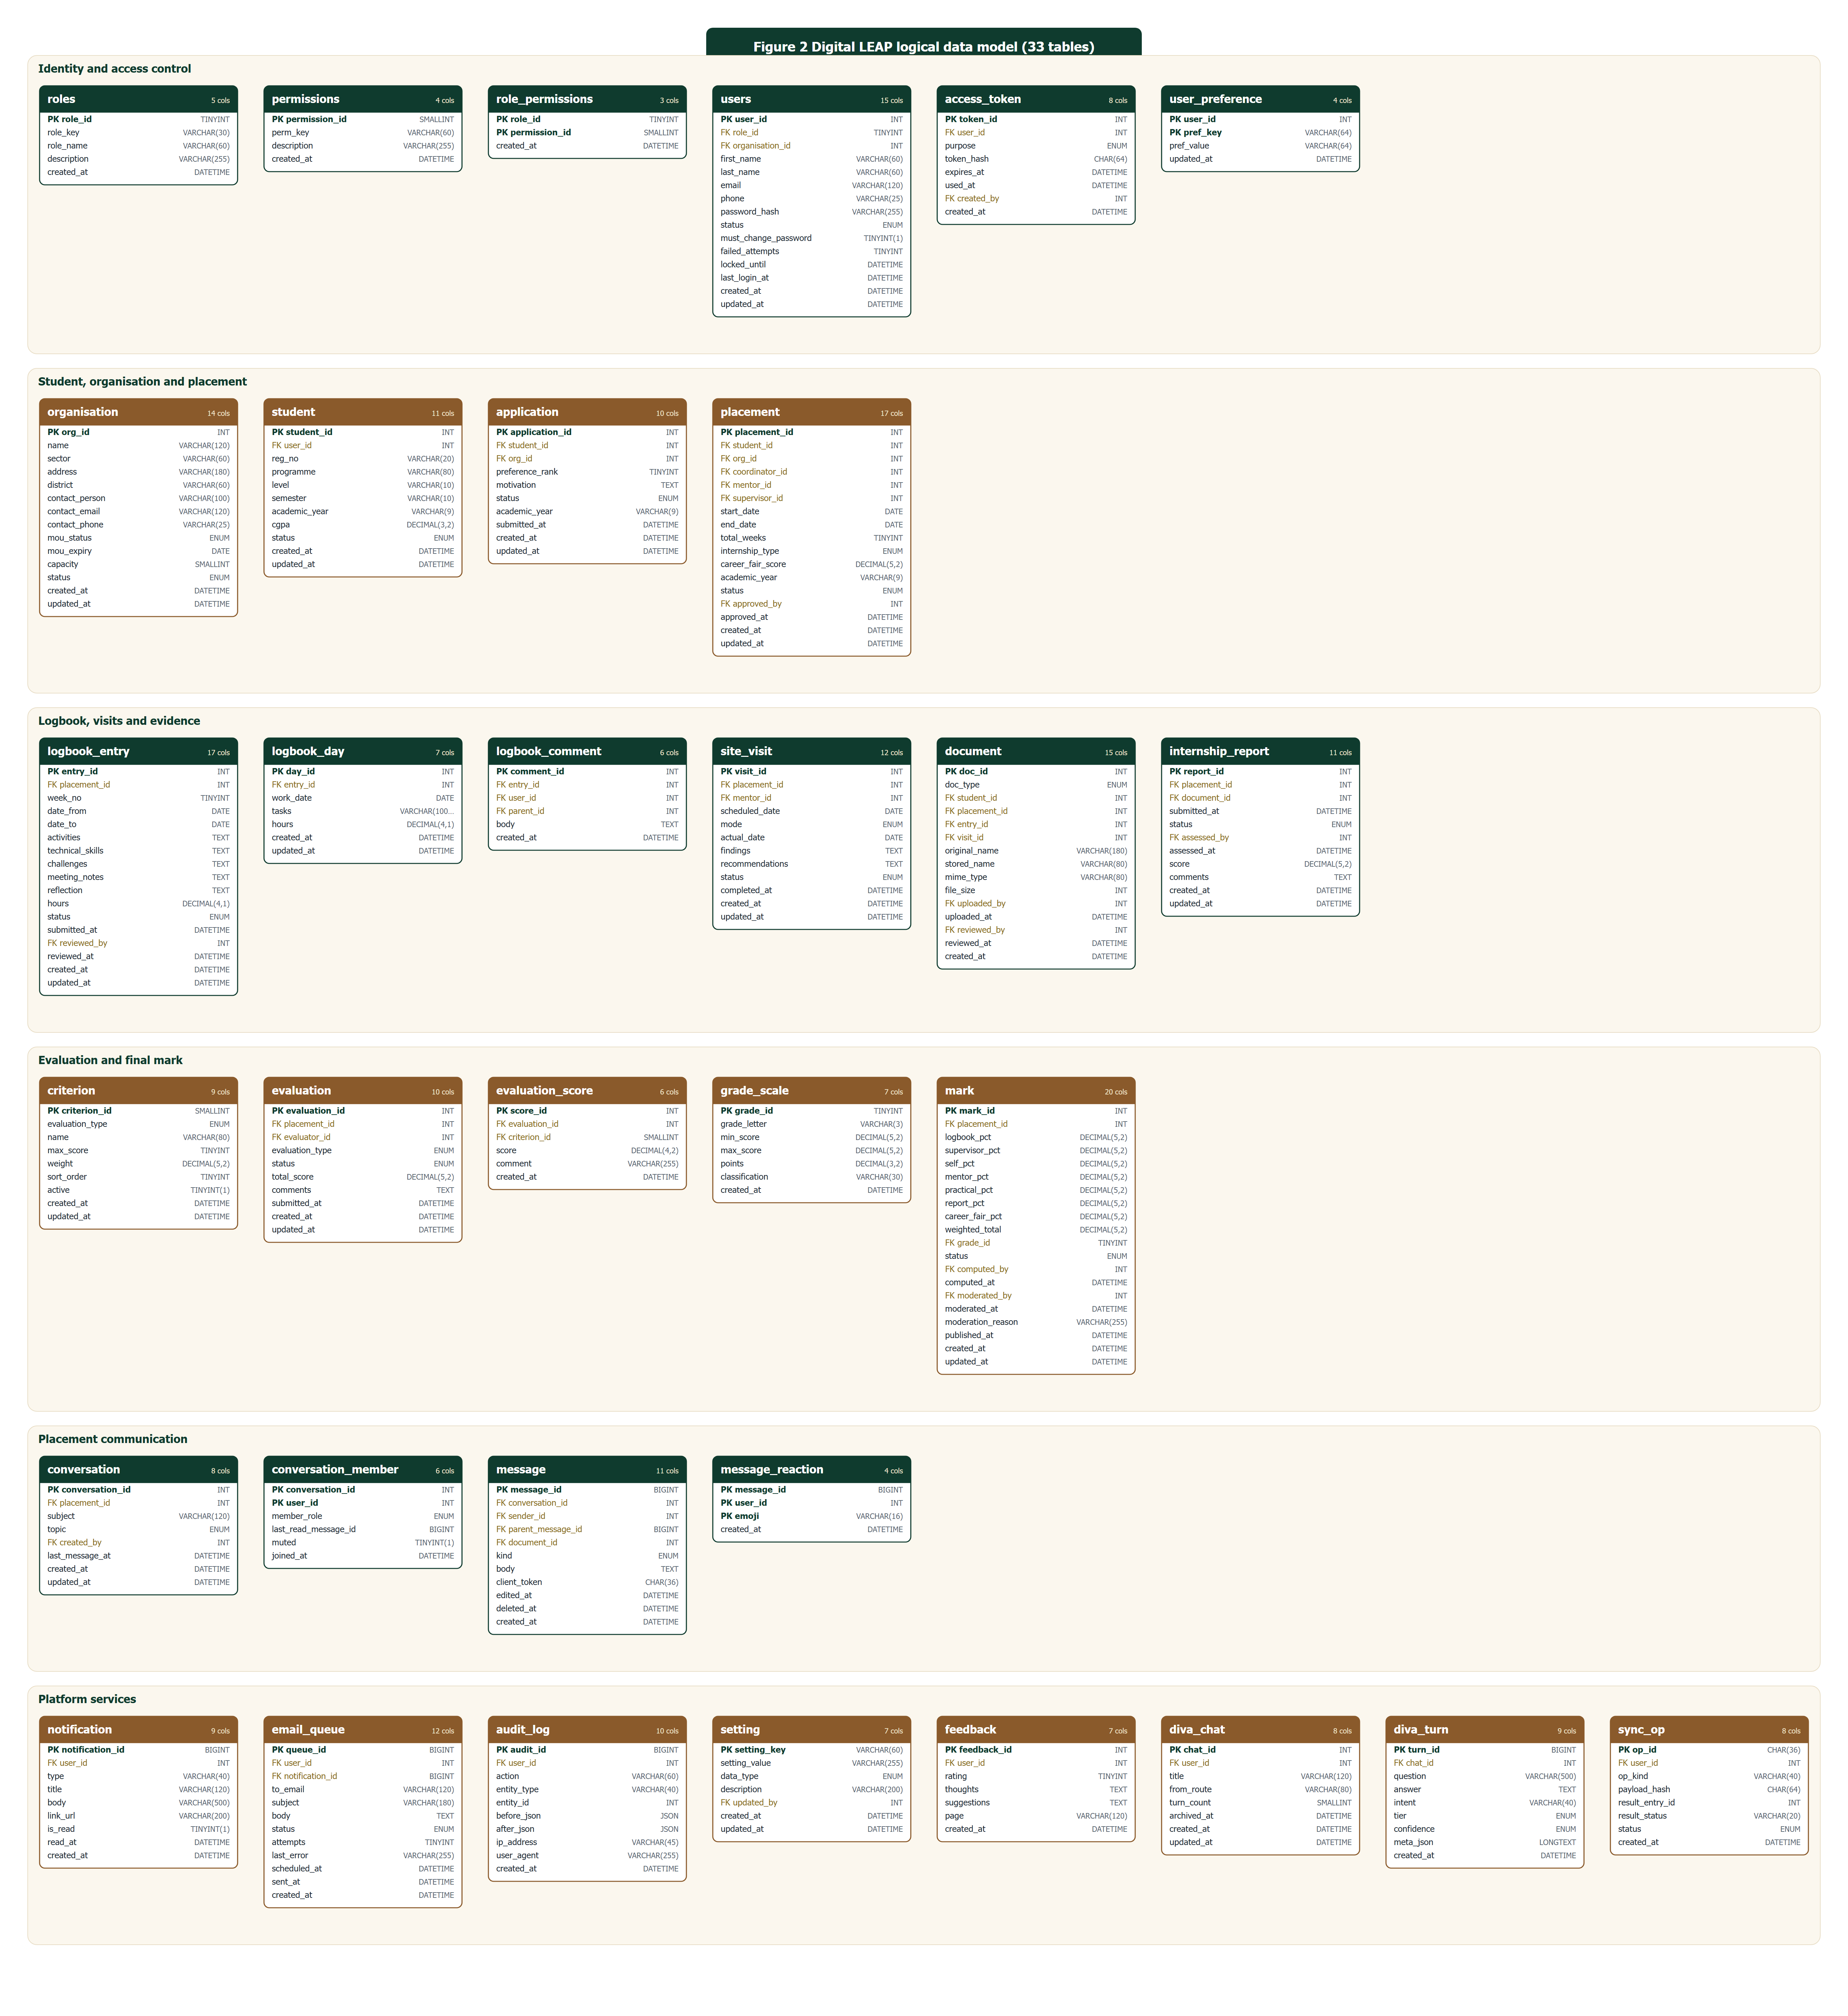 Figure 2 Digital LEAP logical data model (33 tables)
Identity and access control
roles 5 cols
PK role_id TINYINT
role_key VARCHAR(30)
role_name VARCHAR(60)
description VARCHAR(255)
created_at DATETIME
permissions 4 cols
PK permission_id SMALLINT
perm_key VARCHAR(60)
description VARCHAR(255)
created_at DATETIME
role_permissions 3 cols
PK role_id TINYINT
PK permission_id SMALLINT
created_at DATETIME
users 15 cols
PK user_id INT
FK role_id TINYINT
FK organisation_id INT
first_name VARCHAR(60)
last_name VARCHAR(60)
email VARCHAR(120)
phone VARCHAR(25)
password_hash VARCHAR(255)
status ENUM
must_change_password TINYINT(1)
failed_attempts TINYINT
locked_until DATETIME
last_login_at DATETIME
created_at DATETIME
updated_at DATETIME
access_token 8 cols
PK token_id INT
FK user_id INT
purpose ENUM
token_hash CHAR(64)
expires_at DATETIME
used_at DATETIME
FK created_by INT
created_at DATETIME
user_preference 4 cols
PK user_id INT
PK pref_key VARCHAR(64)
pref_value VARCHAR(64)
updated_at DATETIME
Student, organisation and placement
organisation 14 cols
PK org_id INT
name VARCHAR(120)
sector VARCHAR(60)
address VARCHAR(180)
district VARCHAR(60)
contact_person VARCHAR(100)
contact_email VARCHAR(120)
contact_phone VARCHAR(25)
mou_status ENUM
mou_expiry DATE
capacity SMALLINT
status ENUM
created_at DATETIME
updated_at DATETIME
student 11 cols
PK student_id INT
FK user_id INT
reg_no VARCHAR(20)
programme VARCHAR(80)
level VARCHAR(10)
semester VARCHAR(10)
academic_year VARCHAR(9)
cgpa DECIMAL(3,2)
status ENUM
created_at DATETIME
updated_at DATETIME
application 10 cols
PK application_id INT
FK student_id INT
FK org_id INT
preference_rank TINYINT
motivation TEXT
status ENUM
academic_year VARCHAR(9)
submitted_at DATETIME
created_at DATETIME
updated_at DATETIME
placement 17 cols
PK placement_id INT
FK student_id INT
FK org_id INT
FK coordinator_id INT
FK mentor_id INT
FK supervisor_id INT
start_date DATE
end_date DATE
total_weeks TINYINT
internship_type ENUM
career_fair_score DECIMAL(5,2)
academic_year VARCHAR(9)
status ENUM
FK approved_by INT
approved_at DATETIME
created_at DATETIME
updated_at DATETIME
Logbook, visits and evidence
logbook_entry 17 cols
PK entry_id INT
FK placement_id INT
week_no TINYINT
date_from DATE
date_to DATE
activities TEXT
technical_skills TEXT
challenges TEXT
meeting_notes TEXT
reflection TEXT
hours DECIMAL(4,1)
status ENUM
submitted_at DATETIME
FK reviewed_by INT
reviewed_at DATETIME
created_at DATETIME
updated_at DATETIME
logbook_day 7 cols
PK day_id INT
FK entry_id INT
work_date DATE
tasks VARCHAR(100...
hours DECIMAL(4,1)
created_at DATETIME
updated_at DATETIME
logbook_comment 6 cols
PK comment_id INT
FK entry_id INT
FK user_id INT
FK parent_id INT
body TEXT
created_at DATETIME
site_visit 12 cols
PK visit_id INT
FK placement_id INT
FK mentor_id INT
scheduled_date DATE
mode ENUM
actual_date DATE
findings TEXT
recommendations TEXT
status ENUM
completed_at DATETIME
created_at DATETIME
updated_at DATETIME
document 15 cols
PK doc_id INT
doc_type ENUM
FK student_id INT
FK placement_id INT
FK entry_id INT
FK visit_id INT
original_name VARCHAR(180)
stored_name VARCHAR(80)
mime_type VARCHAR(80)
file_size INT
FK uploaded_by INT
uploaded_at DATETIME
FK reviewed_by INT
reviewed_at DATETIME
created_at DATETIME
internship_report 11 cols
PK report_id INT
FK placement_id INT
FK document_id INT
submitted_at DATETIME
status ENUM
FK assessed_by INT
assessed_at DATETIME
score DECIMAL(5,2)
comments TEXT
created_at DATETIME
updated_at DATETIME
Evaluation and final mark
criterion 9 cols
PK criterion_id SMALLINT
evaluation_type ENUM
name VARCHAR(80)
max_score TINYINT
weight DECIMAL(5,2)
sort_order TINYINT
active TINYINT(1)
created_at DATETIME
updated_at DATETIME
evaluation 10 cols
PK evaluation_id INT
FK placement_id INT
FK evaluator_id INT
evaluation_type ENUM
status ENUM
total_score DECIMAL(5,2)
comments TEXT
submitted_at DATETIME
created_at DATETIME
updated_at DATETIME
evaluation_score 6 cols
PK score_id INT
FK evaluation_id INT
FK criterion_id SMALLINT
score DECIMAL(4,2)
comment VARCHAR(255)
created_at DATETIME
grade_scale 7 cols
PK grade_id TINYINT
grade_letter VARCHAR(3)
min_score DECIMAL(5,2)
max_score DECIMAL(5,2)
points DECIMAL(3,2)
classification VARCHAR(30)
created_at DATETIME
mark 20 cols
PK mark_id INT
FK placement_id INT
logbook_pct DECIMAL(5,2)
supervisor_pct DECIMAL(5,2)
self_pct DECIMAL(5,2)
mentor_pct DECIMAL(5,2)
practical_pct DECIMAL(5,2)
report_pct DECIMAL(5,2)
career_fair_pct DECIMAL(5,2)
weighted_total DECIMAL(5,2)
FK grade_id TINYINT
status ENUM
FK computed_by INT
computed_at DATETIME
FK moderated_by INT
moderated_at DATETIME
moderation_reason VARCHAR(255)
published_at DATETIME
created_at DATETIME
updated_at DATETIME
Placement communication
conversation 8 cols
PK conversation_id INT
FK placement_id INT
subject VARCHAR(120)
topic ENUM
FK created_by INT
last_message_at DATETIME
created_at DATETIME
updated_at DATETIME
conversation_member 6 cols
PK conversation_id INT
PK user_id INT
member_role ENUM
last_read_message_id BIGINT
muted TINYINT(1)
joined_at DATETIME
message 11 cols
PK message_id BIGINT
FK conversation_id INT
FK sender_id INT
FK parent_message_id BIGINT
FK document_id INT
kind ENUM
body TEXT
client_token CHAR(36)
edited_at DATETIME
deleted_at DATETIME
created_at DATETIME
message_reaction 4 cols
PK message_id BIGINT
PK user_id INT
PK emoji VARCHAR(16)
created_at DATETIME
Platform services
notification 9 cols
PK notification_id BIGINT
FK user_id INT
type VARCHAR(40)
title VARCHAR(120)
body VARCHAR(500)
link_url VARCHAR(200)
is_read TINYINT(1)
read_at DATETIME
created_at DATETIME
email_queue 12 cols
PK queue_id BIGINT
FK user_id INT
FK notification_id BIGINT
to_email VARCHAR(120)
subject VARCHAR(180)
body TEXT
status ENUM
attempts TINYINT
last_error VARCHAR(255)
scheduled_at DATETIME
sent_at DATETIME
created_at DATETIME
audit_log 10 cols
PK audit_id BIGINT
FK user_id INT
action VARCHAR(60)
entity_type VARCHAR(40)
entity_id INT
before_json JSON
after_json JSON
ip_address VARCHAR(45)
user_agent VARCHAR(255)
created_at DATETIME
setting 7 cols
PK setting_key VARCHAR(60)
setting_value VARCHAR(255)
data_type ENUM
description VARCHAR(200)
FK updated_by INT
created_at DATETIME
updated_at DATETIME
feedback 7 cols
PK feedback_id INT
FK user_id INT
rating TINYINT
thoughts TEXT
suggestions TEXT
page VARCHAR(120)
created_at DATETIME
diva_chat 8 cols
PK chat_id INT
FK user_id INT
title VARCHAR(120)
from_route VARCHAR(80)
turn_count SMALLINT
archived_at DATETIME
created_at DATETIME
updated_at DATETIME
diva_turn 9 cols
PK turn_id BIGINT
FK chat_id INT
question VARCHAR(500)
answer TEXT
intent VARCHAR(40)
tier ENUM
confidence ENUM
meta_json LONGTEXT
created_at DATETIME
sync_op 8 cols
PK op_id CHAR(36)
FK user_id INT
op_kind VARCHAR(40)
payload_hash CHAR(64)
result_entry_id INT
result_status VARCHAR(20)
status ENUM
created_at DATETIME